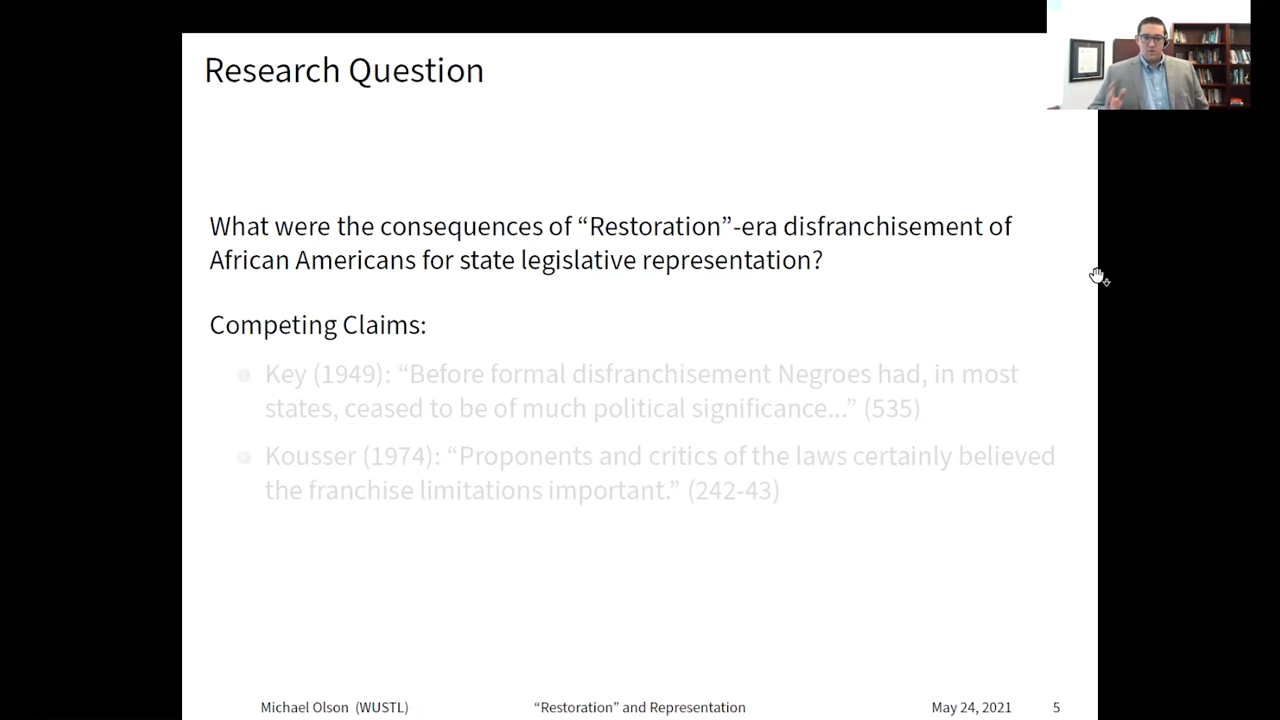 Research Question
What were the consequences of “Restoration”-era disfranchisement of
African Americans for state legislative representation?
Competing Claims:
Key (1949): “Before formal disfranchisement Negroes had, in most
states, ceased to be of much political significance...” (535)
Kousser (1974): “Proponents and critics of the laws certainly believed
the franchise limitations important.” (242-43)
Michael Olson (WUSTL) “Restoration” and Representation May 24, 2021 5